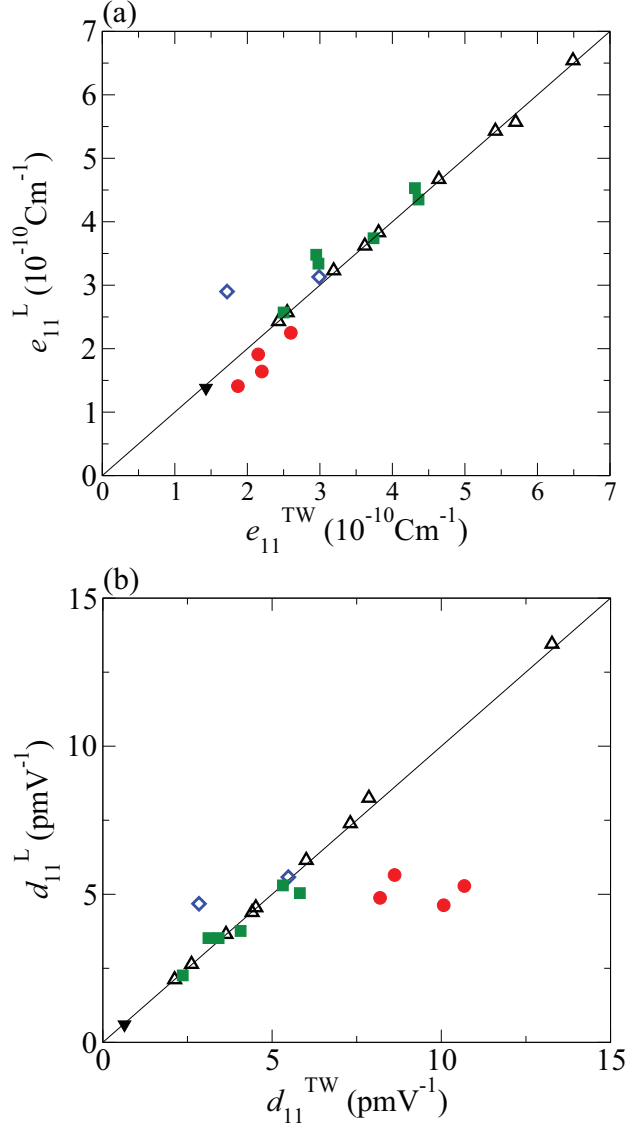 (a)
7
6
5
4
3
2
1
0
e₁₁ᴸ (10⁻¹⁰Cm⁻¹)
0 1 2 3 4 5 6 7
e₁₁ᵀᵂ (10⁻¹⁰Cm⁻¹)
(b)
15
10
5
0
d₁₁ᴸ (pmV⁻¹)
0 5 10 15
d₁₁ᵀᵂ (pmV⁻¹)